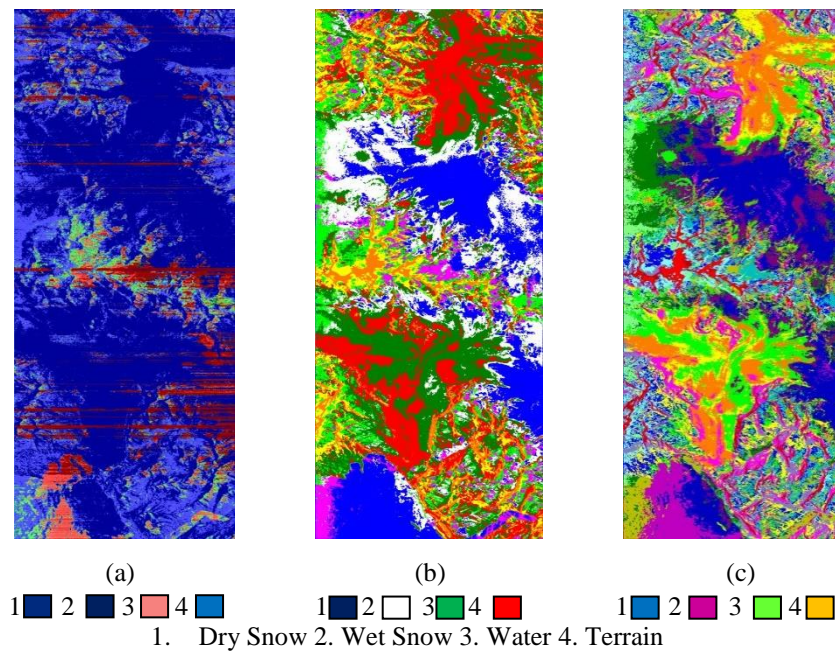 (a) (b) (c)
1 2 3 4 1 2 3 4 1 2 3 4
1. Dry Snow 2. Wet Snow 3. Water 4. Terrain